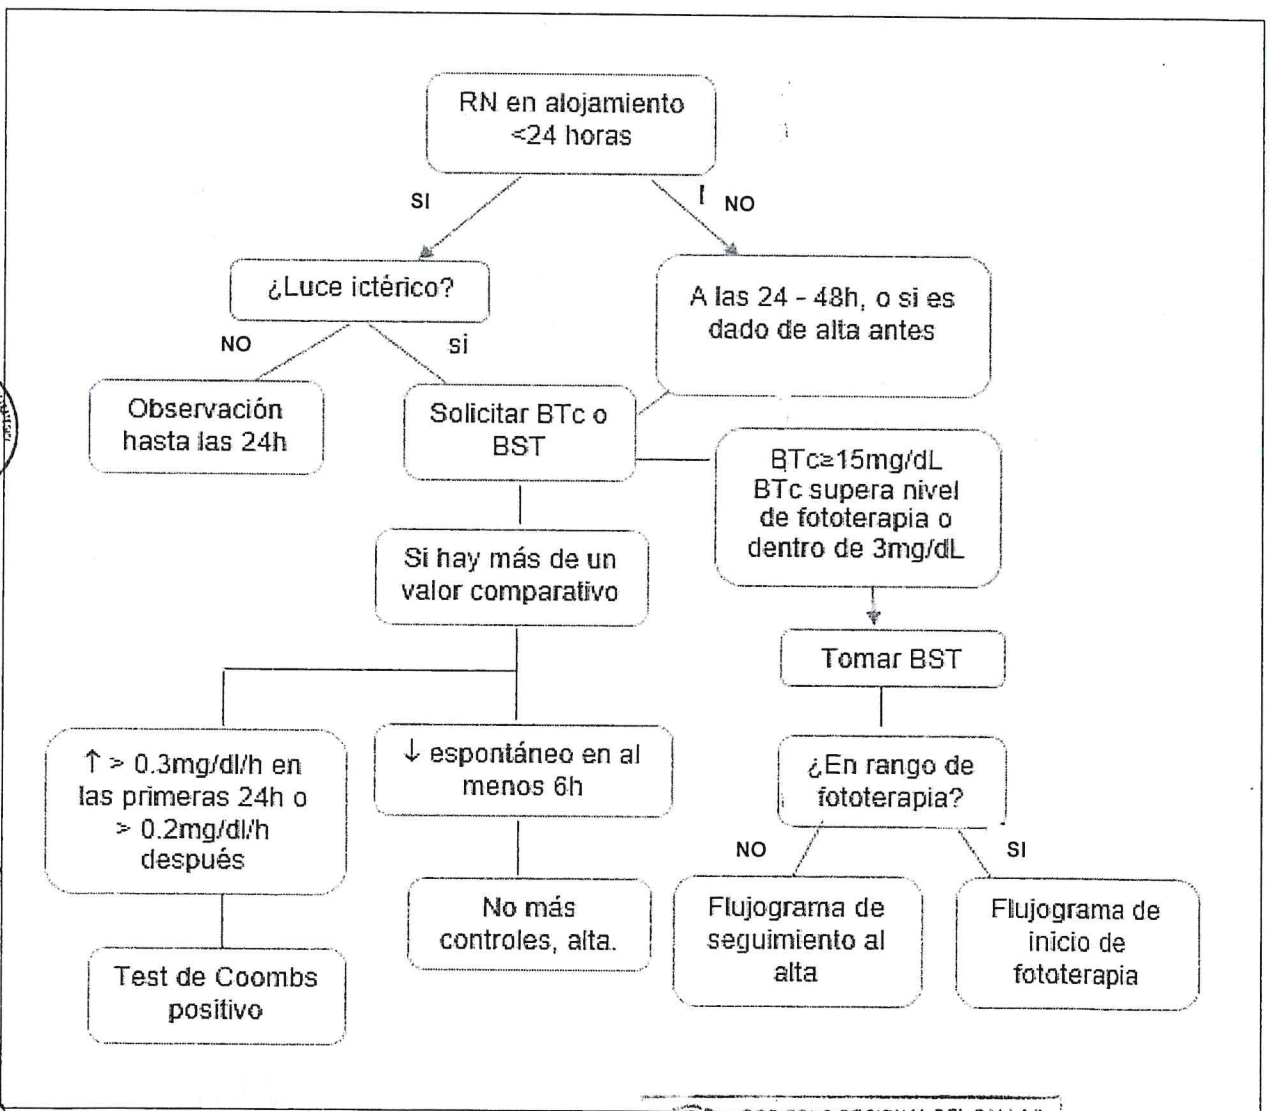 RN en alojamiento
<24 horas
SI
NO
¿Luce ictérico?
A las 24 - 48h, o si es
dado de alta antes
NO
SÍ
Observación
hasta las 24h
Solicitar BTc o
BST
BTc≥15mg/dL
BTc supera nivel
de fototerapia o
dentro de 3mg/dL
Si hay más de un
valor comparativo
Tomar BST
↑ > 0.3mg/dl/h en
las primeras 24h o
> 0.2mg/dl/h
después
↓ espontáneo en al
menos 6h
¿En rango de
fototerapia?
NO
SI
Test de Coombs
positivo
No más
controles, alta.
Flujograma de
seguimiento al
alta
Flujograma de
inicio de
fototerapia